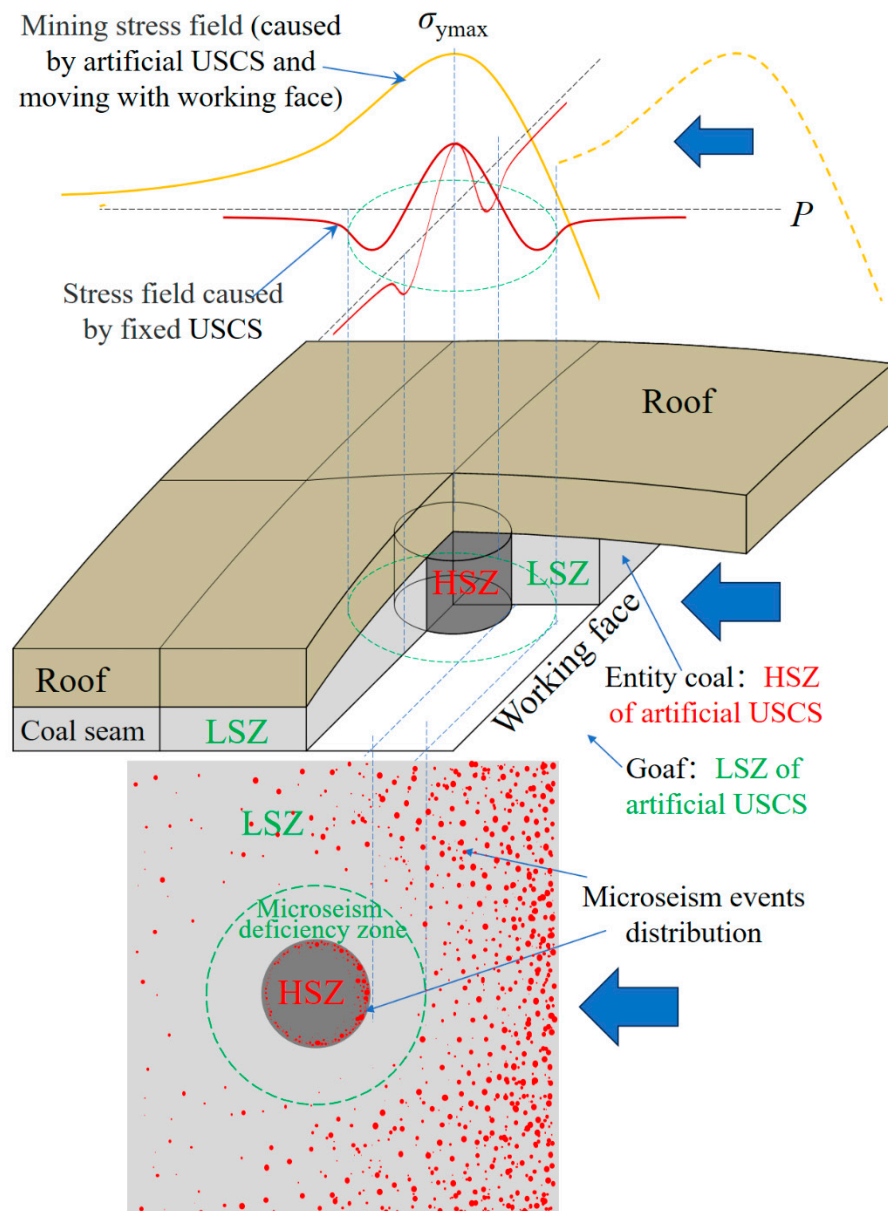 Mining stress field (caused
by artificial USCS and
moving with working face)
σymax
P
Stress field caused
by fixed USCS
Roof
HSZ
LSZ
Working face
Roof
Coal seam
LSZ
Entity coal: HSZ
of artificial USCS
Goaf: LSZ of
artificial USCS
LSZ
Microseism
deficiency zone
HSZ
Microseism events
distribution